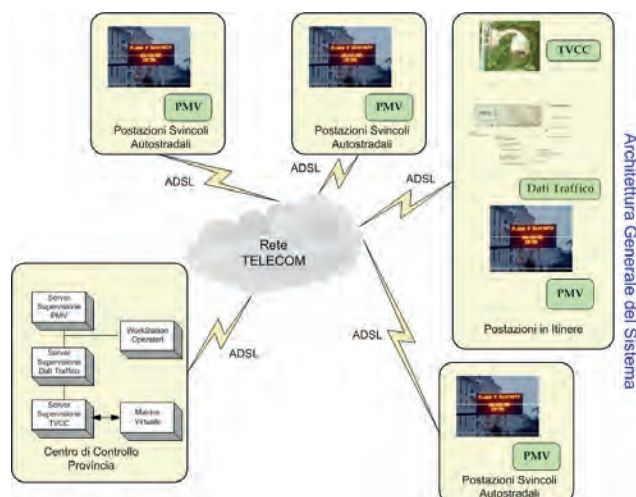 PMV
Postazioni Svincoli
Autostradali
ADSL
PMV
Postazioni Svincoli
Autostradali
ADSL
TVCC
Dati Traffico
PMV
Postazioni in Itinere
ADSL
Architettura Generale del Sistema
Rete
TELECOM
Server
Supervisione
PMV
WorkStation
Operatori
Server
Supervisione
Dati Traffico
Server
Supervisione
TVCC
Matrice
Virtuale
Centro di Controllo
Provincia
ADSL
ADSL
PMV
Postazioni Svincoli
Autostradali